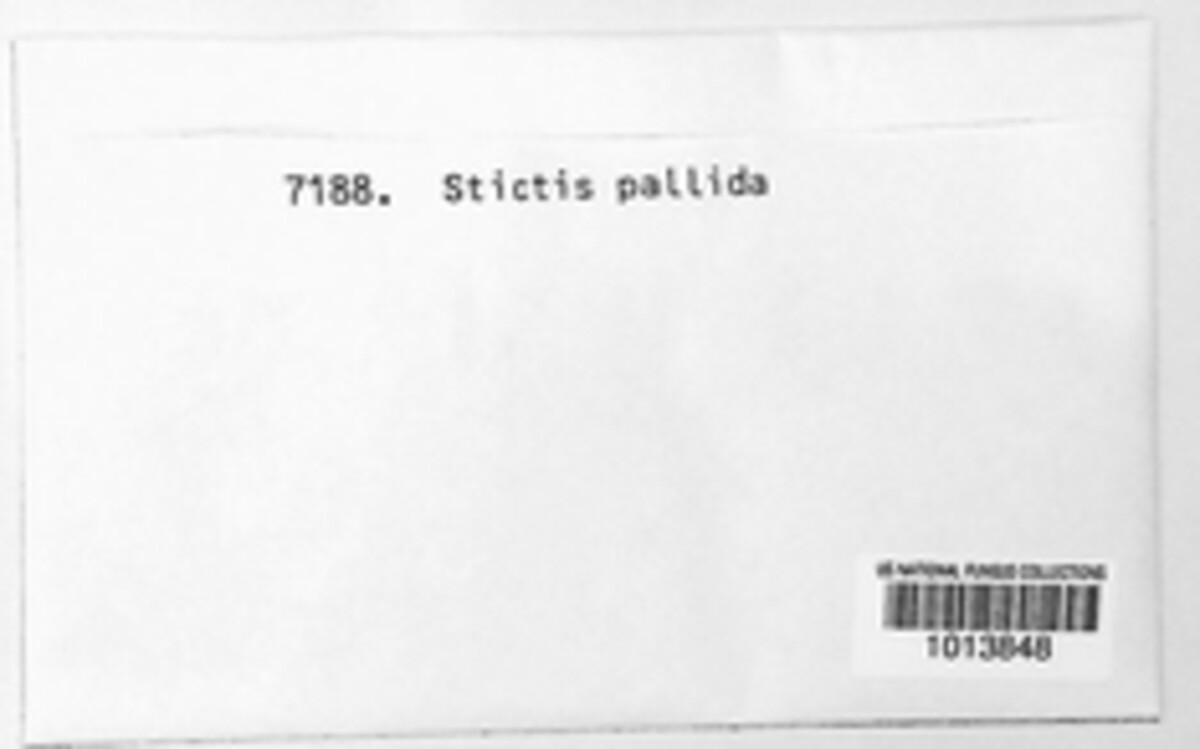 7188. Stictis pallida
US NATIONAL FUNGUS COLLECTIONS
1013848